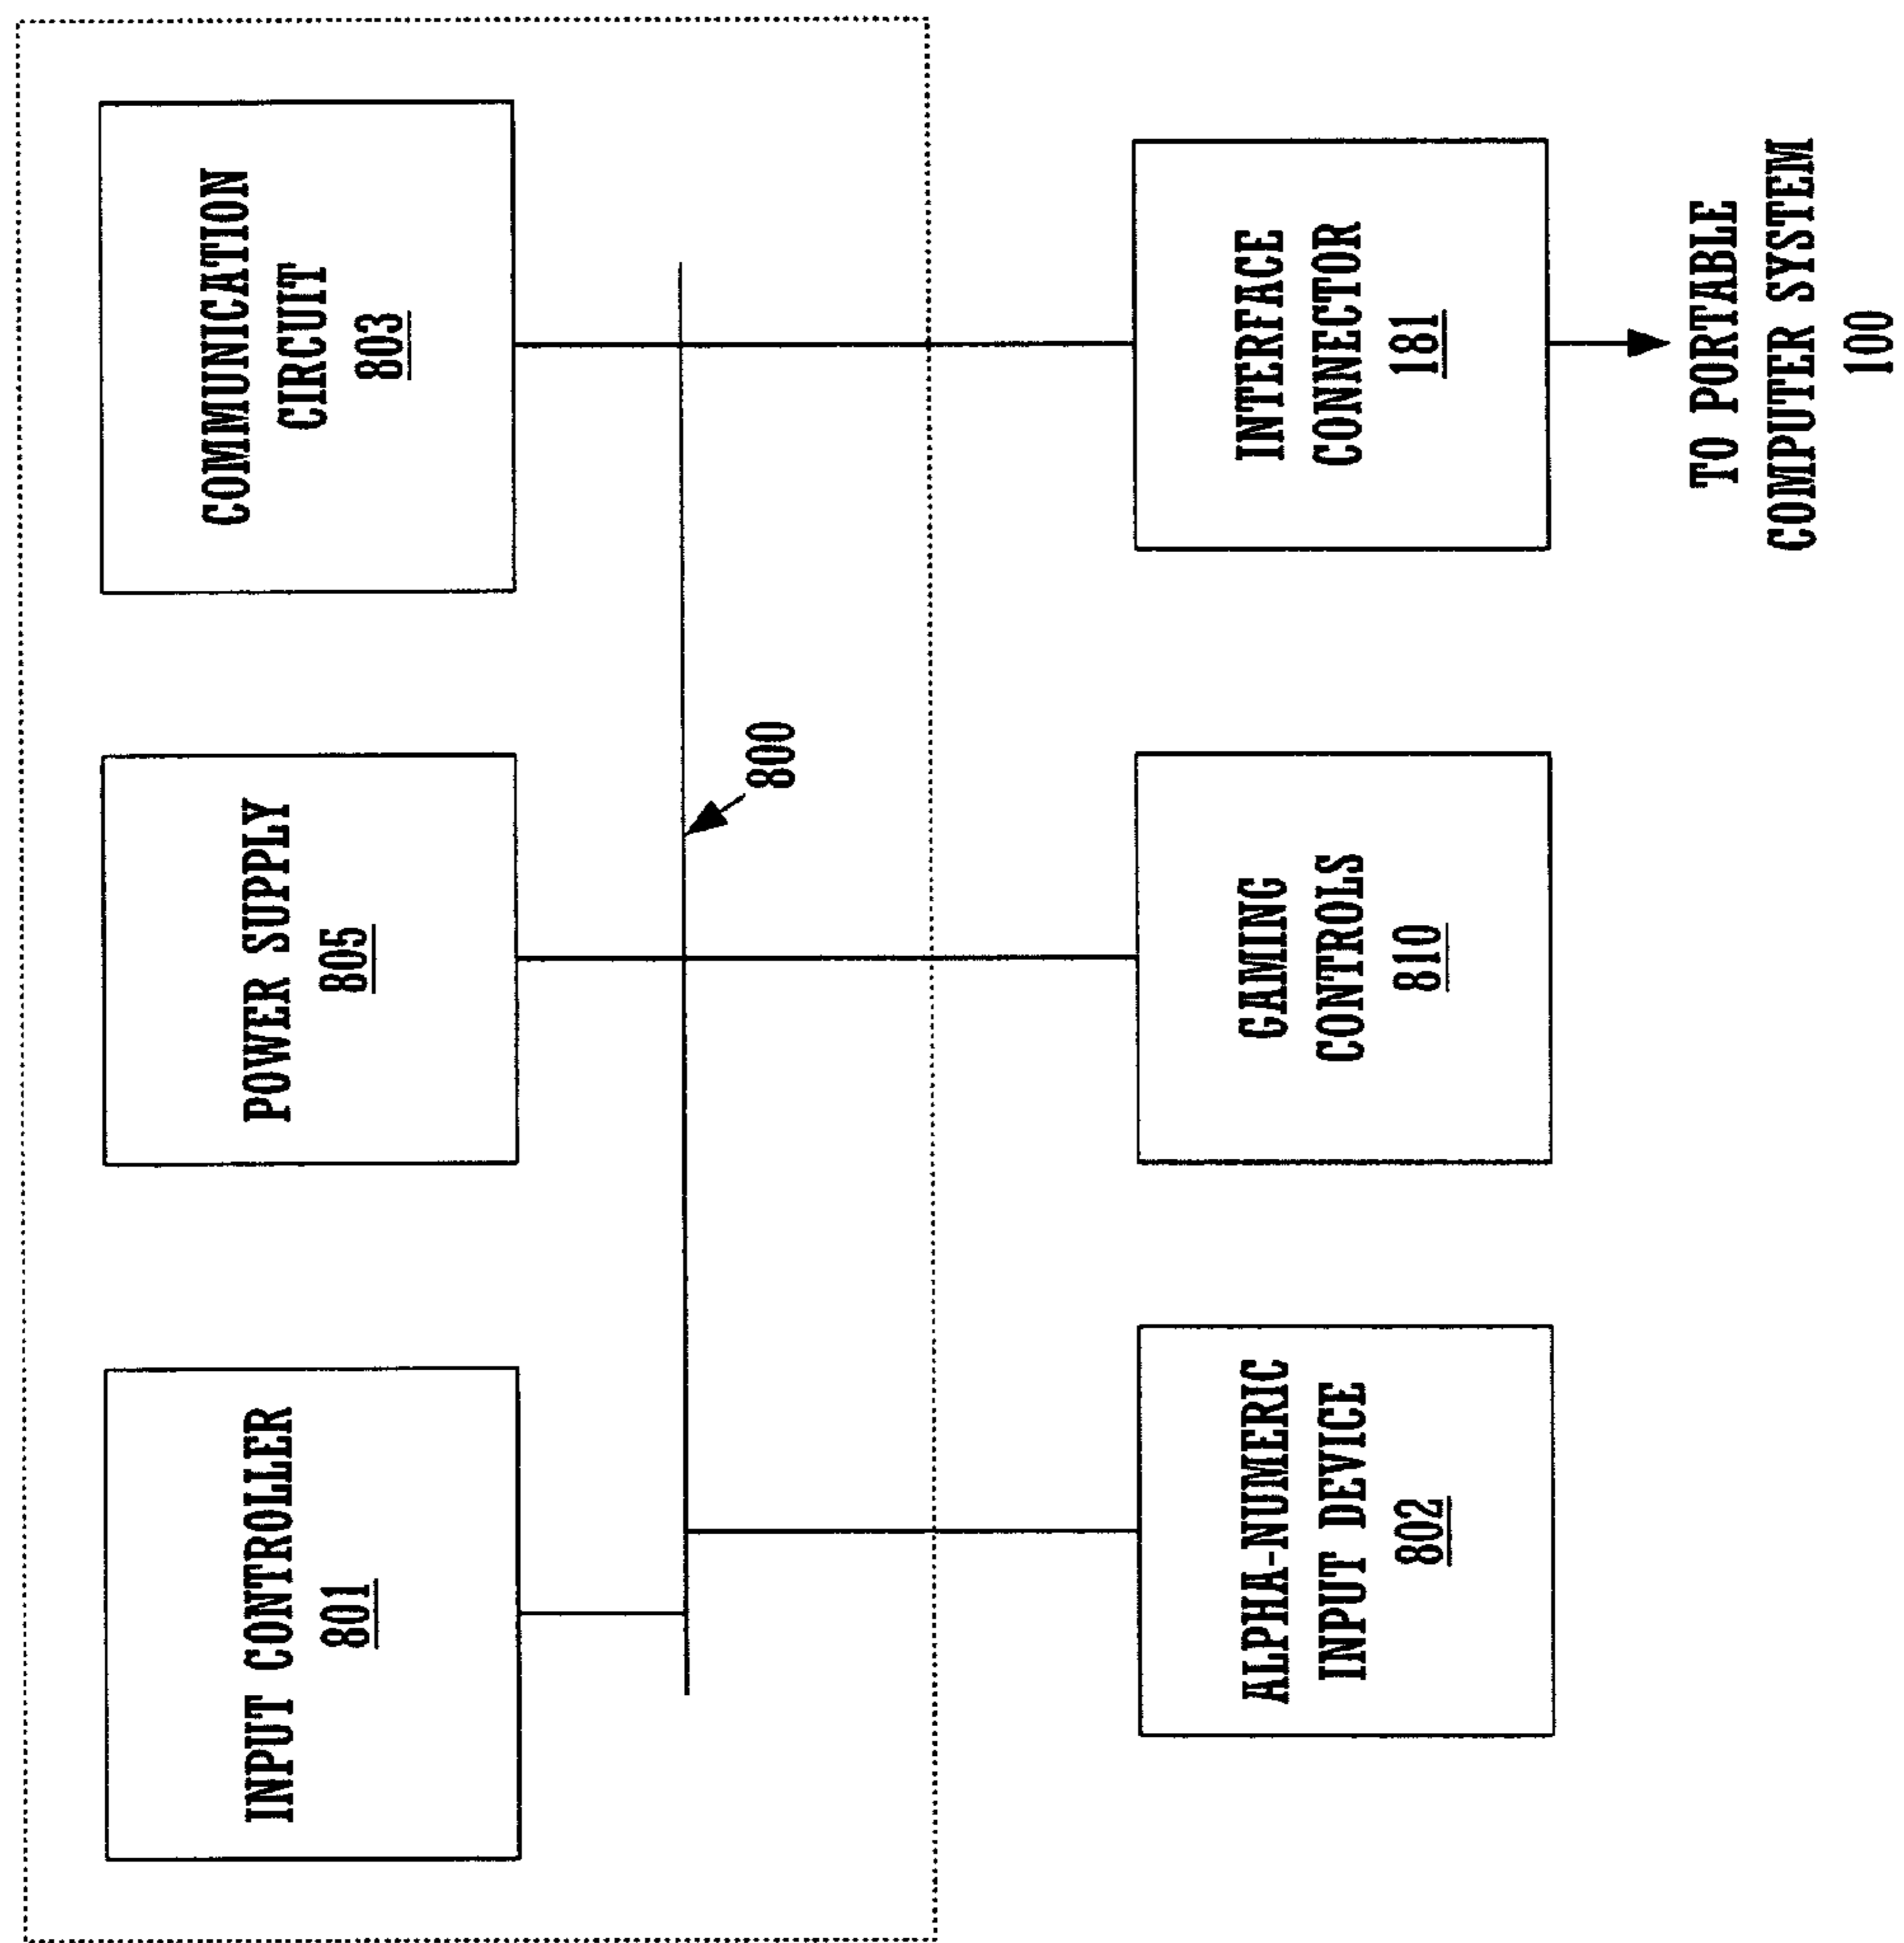 INPUT CONTROLLER
801
POWER SUPPLY
805
COMMUNICATION
CIRCUIT
803
800
ALPHA-NUMERIC
INPUT DEVICE
802
GAMING
CONTROLS
810
INTERFACE
CONNECTOR
181
TO PORTABLE
COMPUTER SYSTEM
100